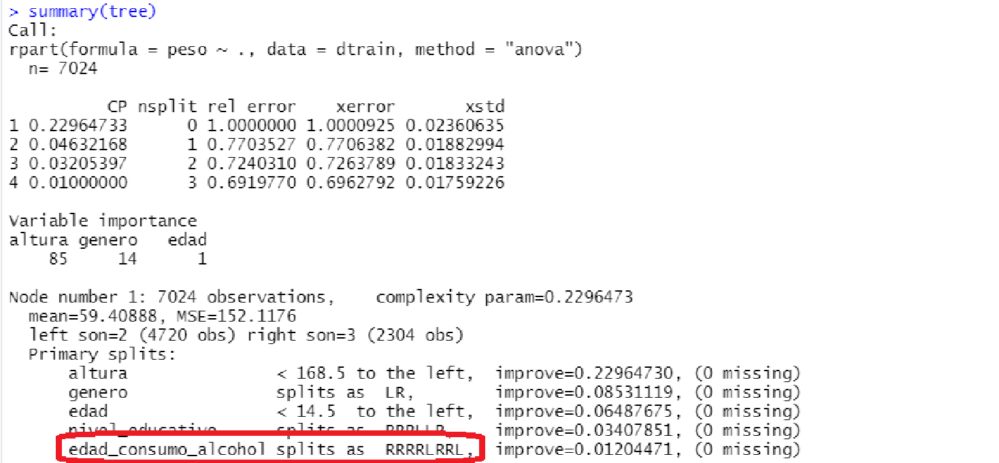 > summary(tree)
Call:
rpart(formula = peso ~ ., data = dtrain, method = "anova")
  n= 7024

          CP nsplit rel error    xerror       xstd
1 0.22964733      0 1.0000000 1.0000925 0.02360635
2 0.04632168      1 0.7703527 0.7706382 0.01882994
3 0.03205397      2 0.7240310 0.7263789 0.01833243
4 0.01000000      3 0.6919770 0.6962792 0.01759226

Variable importance
altura genero   edad
    85     14      1

Node number 1: 7024 observations,    complexity param=0.2296473
  mean=59.40888, MSE=152.1176
  left son=2 (4720 obs) right son=3 (2304 obs)
  Primary splits:
      altura               < 168.5 to the left,  improve=0.22964730, (0 missing)
      genero               splits as  LR,        improve=0.08531119, (0 missing)
      edad                 < 14.5  to the left,  improve=0.06487675, (0 missing)
      nivel_educativo      splits as             improve=0.03407851, (0 missing)
      edad_consumo_alcohol splits as  RRRRLRRL,  improve=0.01204471, (0 missing)